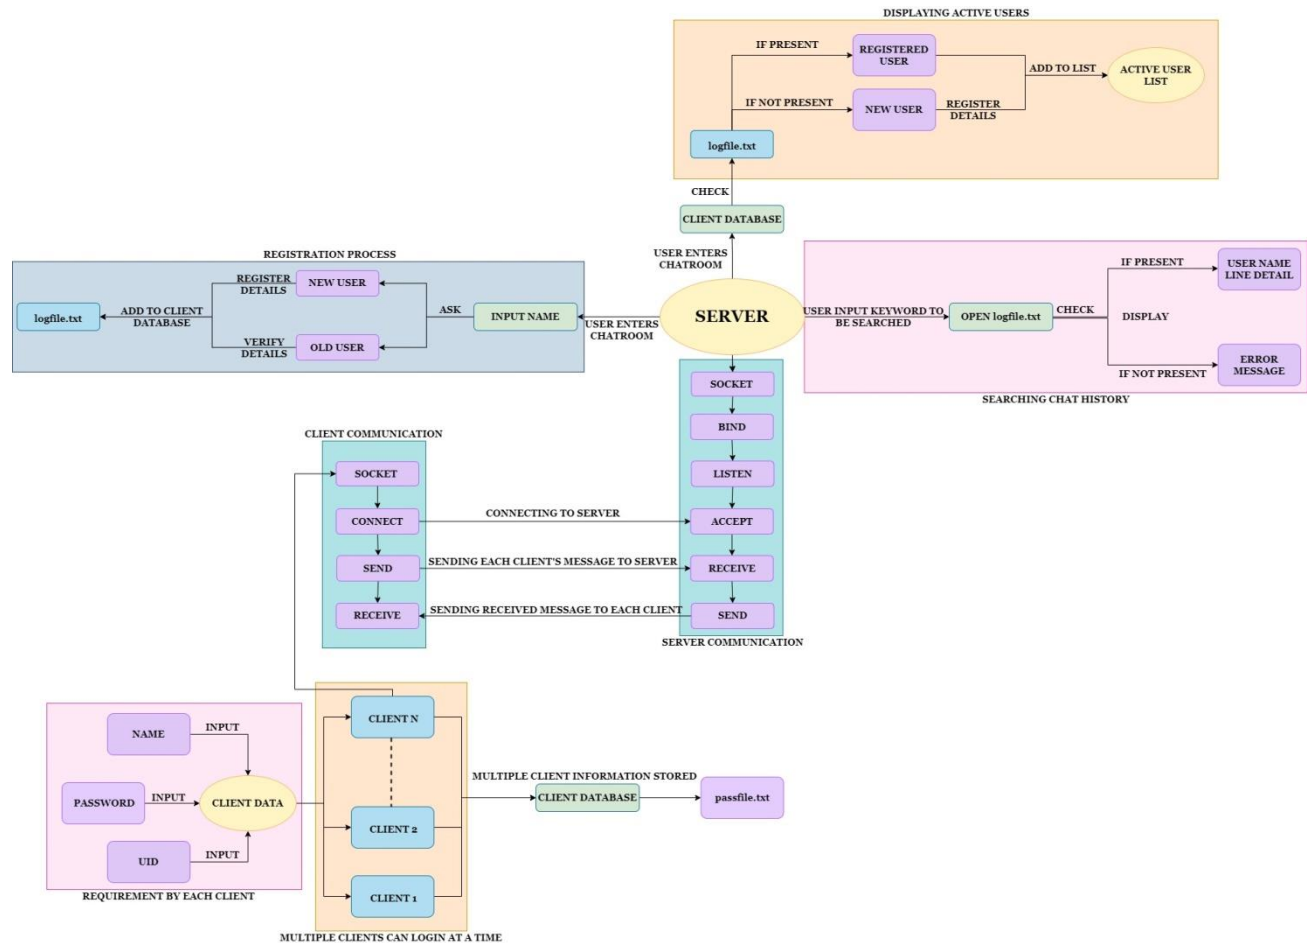 DISPLAYING ACTIVE USERS
IF PRESENT
REGISTERED
USER
ADD TO LIST
ACTIVE USER
LIST
IF NOT PRESENT
NEW USER
REGISTER
DETAILS
logfile.txt
CHECK
CLIENT DATABASE
USER ENTERS
CHATROOM
REGISTRATION PROCESS
logfile.txt
ADD TO CLIENT
DATABASE
REGISTER
DETAILS
NEW USER
VERIFY
DETAILS
OLD USER
ASK
INPUT NAME
USER ENTERS
CHATROOM
SERVER
USER INPUT KEYWORD TO
BE SEARCHED
OPEN logfile.txt
CHECK
IF PRESENT
USER NAME
LINE DETAIL
DISPLAY
IF NOT PRESENT
ERROR
MESSAGE
SEARCHING CHAT HISTORY
SOCKET
BIND
LISTEN
ACCEPT
RECEIVE
SEND
SERVER COMMUNICATION
CLIENT COMMUNICATION
SOCKET
CONNECT
SEND
RECEIVE
CONNECTING TO SERVER
SENDING EACH CLIENT'S MESSAGE TO SERVER
SENDING RECEIVED MESSAGE TO EACH CLIENT
NAME
INPUT
PASSWORD
INPUT
UID
INPUT
CLIENT DATA
REQUIREMENT BY EACH CLIENT
CLIENT N
CLIENT 2
CLIENT 1
MULTIPLE CLIENTS CAN LOGIN AT A TIME
MULTIPLE CLIENT INFORMATION STORED
CLIENT DATABASE
passfile.txt